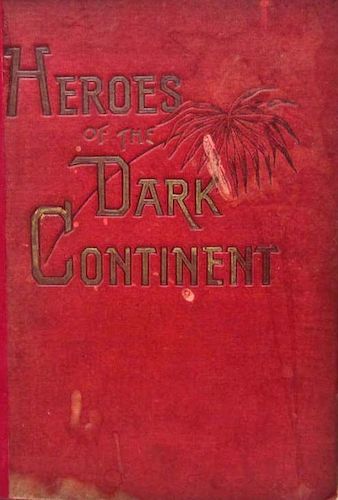 HEROES
OF THE
DARK
CONTINENT